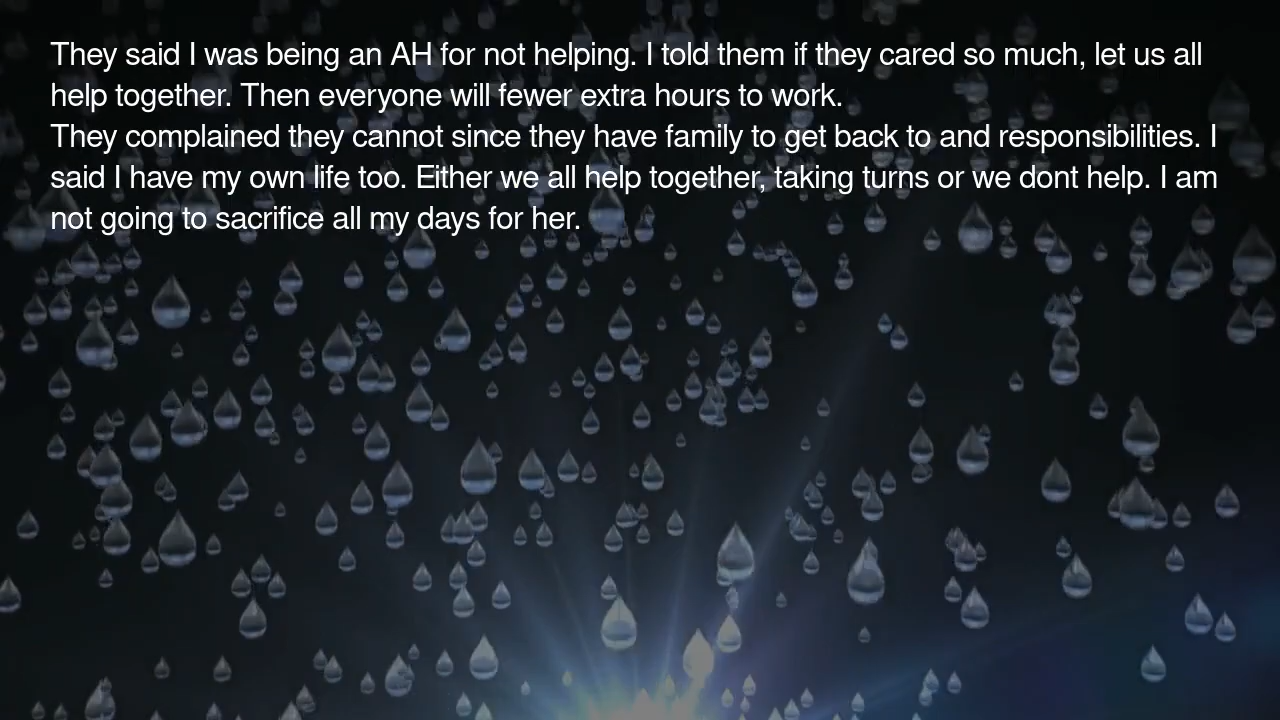 They said I was being an AH for not helping. I told them if they cared so much, let us all
help together. Then everyone will fewer extra hours to work.
They complained they cannot since they have family to get back to and responsibilities. I
said I have my own life too. Either we all help together, taking turns or we dont help. I am
not going to sacrifice all my days for her.